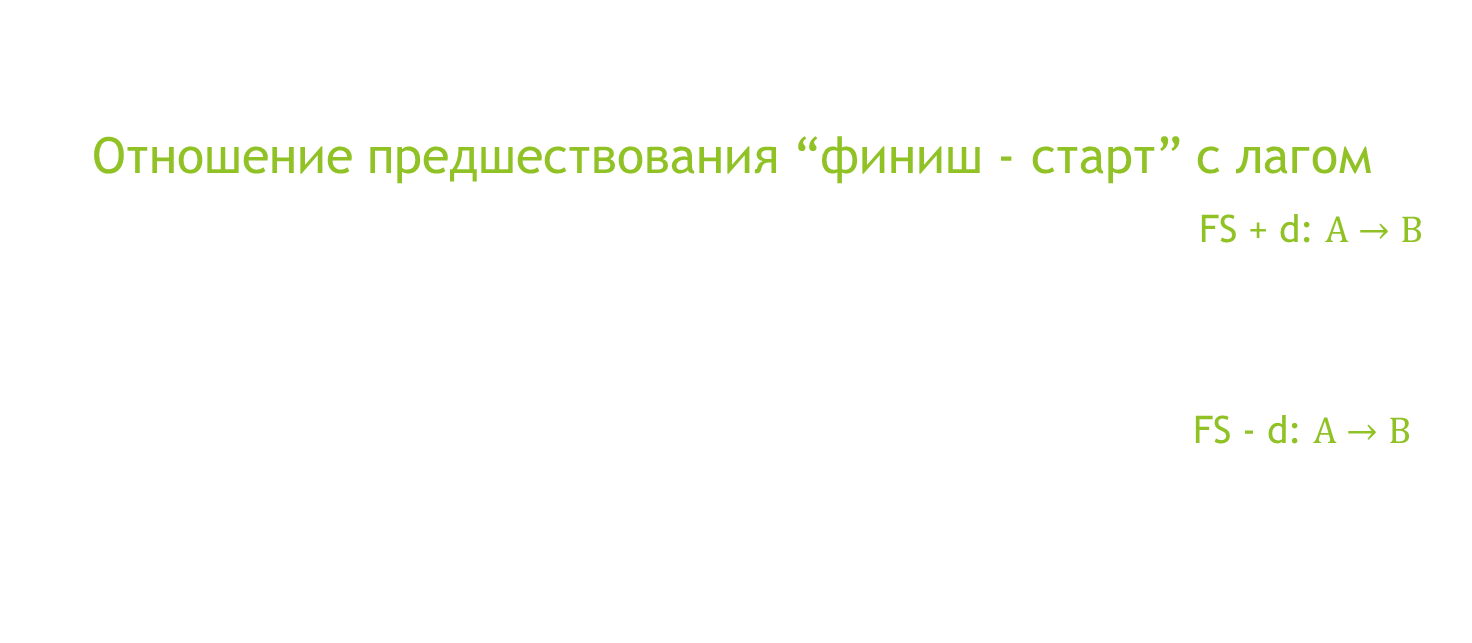 Отношение предшествования “финиш - старт” с лагом
FS + d: A → B
FS - d: A → B